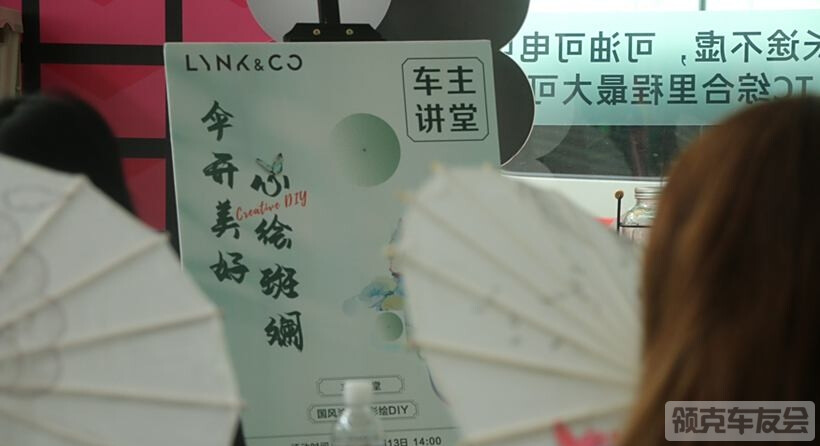 LYNK&CO
车主
讲堂
伞开美好
心绘斑斓
Creative DIY
国风
彩绘DIY
13日 14:00
长途不虚，可油可电
综合里程最大可
领克车友会